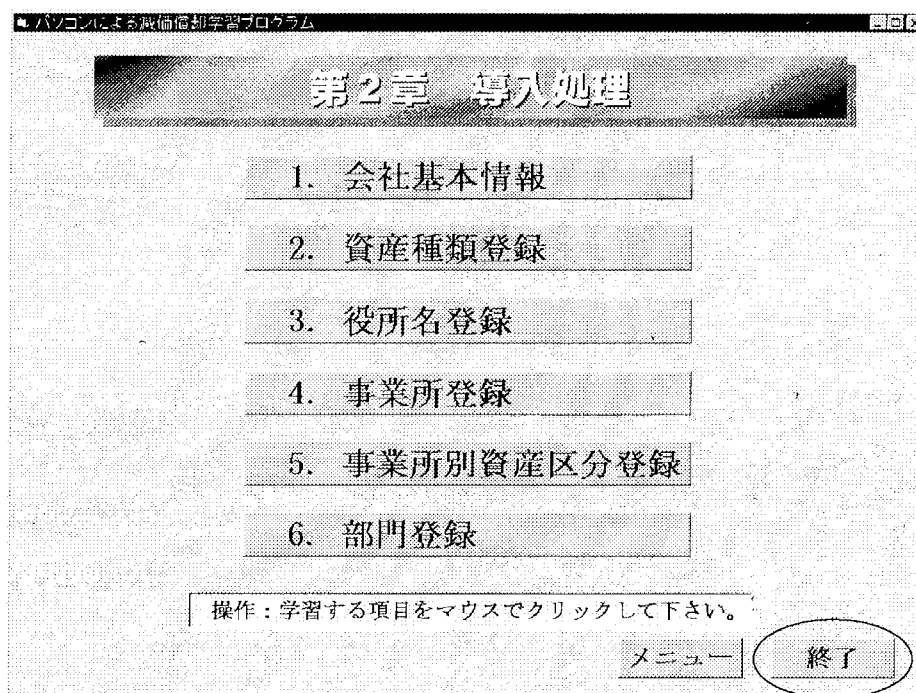 パソコンによる減価償却学習プログラム
第2章 導入処理
1. 会社基本情報
2. 資産種類登録
3. 役所名登録
4. 事業所登録
5. 事業所別資産区分登録
6. 部門登録
操作：学習する項目をマウスでクリックして下さい。
メニュー 終了